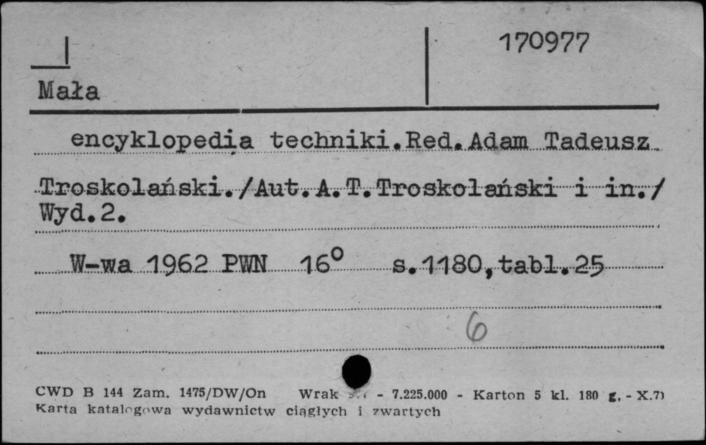 170977
Mała
encyklopedia techniki.Red.Adam Tadeusz
Troskolański./Aut.A.T.Troskolański i in./
Wyd.2.
W-wa 1962 PWN 16° s.1180,tabl.25
6
CWD B 144 Zam. 1475/DW/On Wrak - 7.225.000 - Karton 5 kl. 180 g. - X.71
Karta katalogowa wydawnictw ciągłych i zwartych